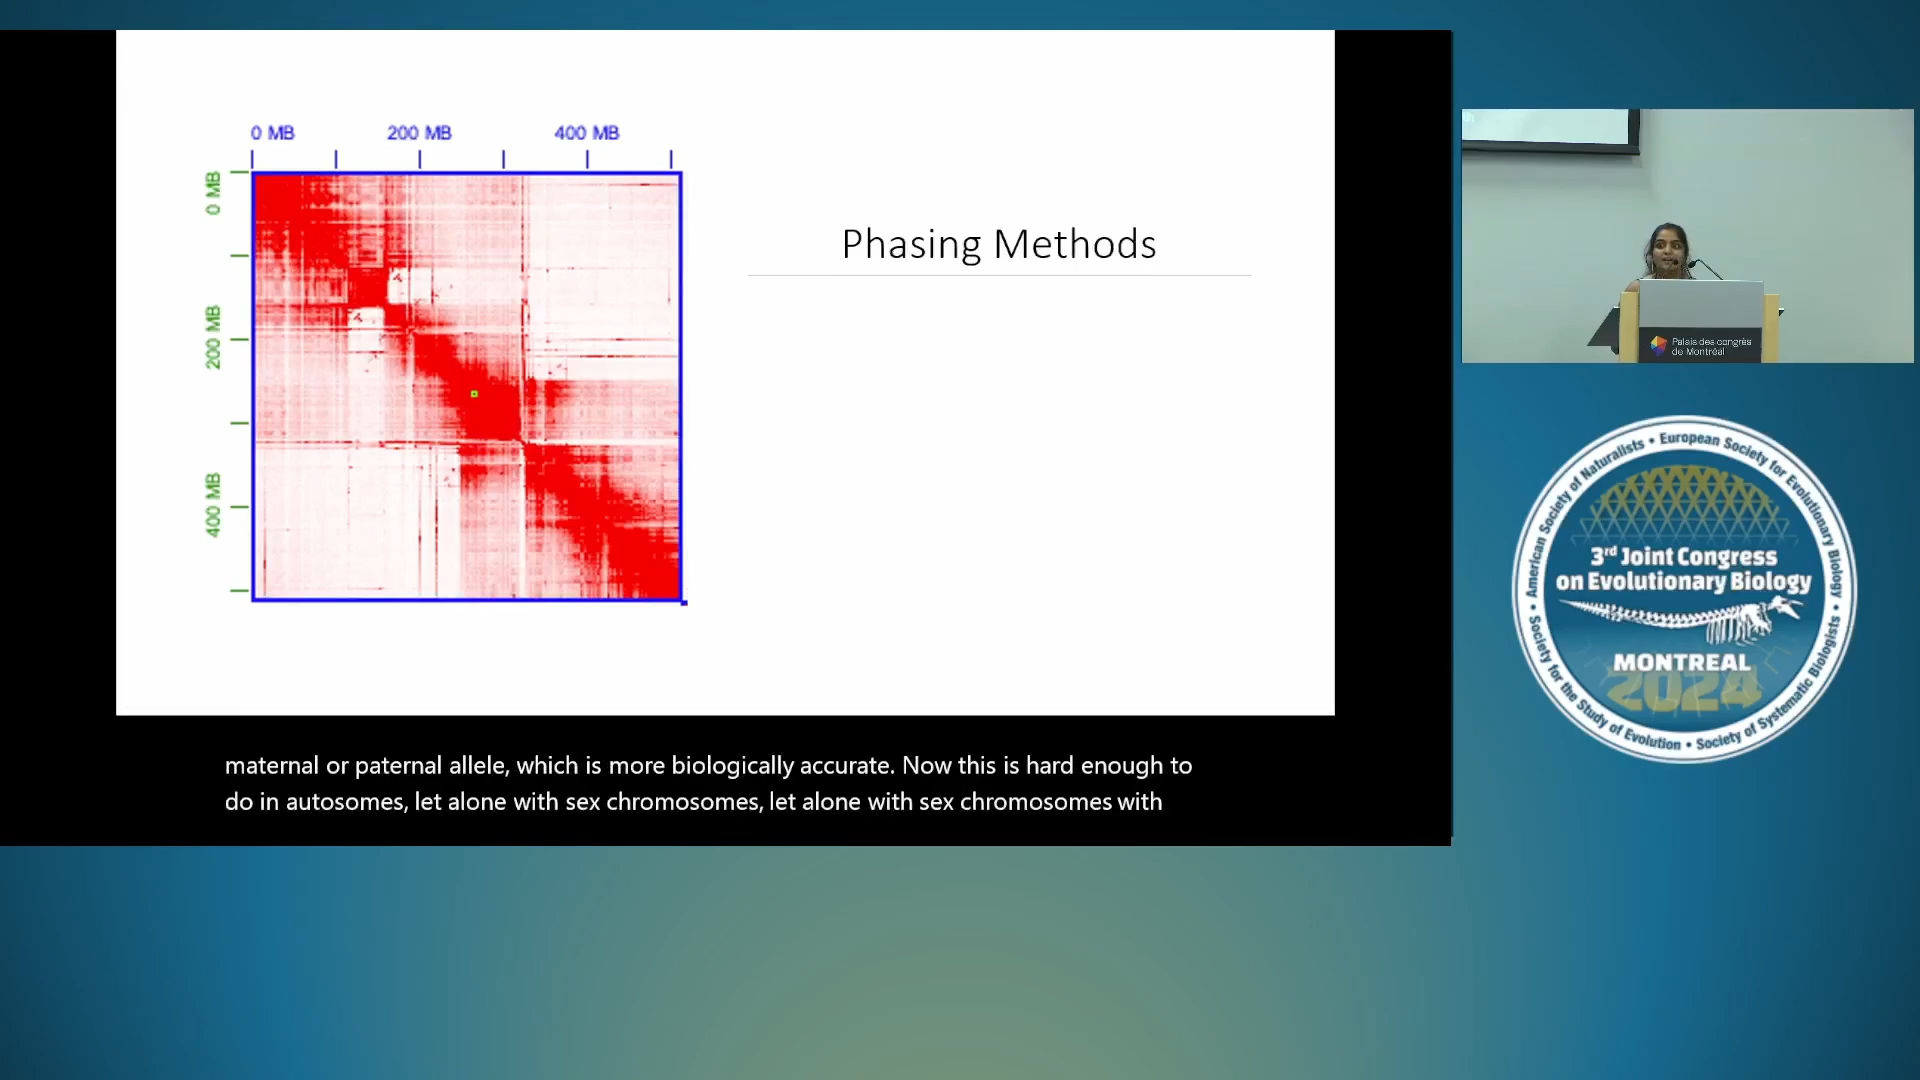 0 MB
200 MB
400 MB
0 MB
200 MB
400 MB
Phasing Methods
maternal or paternal allele, which is more biologically accurate. Now this is hard enough to
do in autosomes, let alone with sex chromosomes, let alone with sex chromosomes with
Palais des congrès
de Montréal
American Society of Naturalists • European Society for Evolutionary Biology •
Society for the Study of Evolution • Society of Systematic Biologists •
3rd Joint Congress
on Evolutionary Biology
MONTREAL
2024